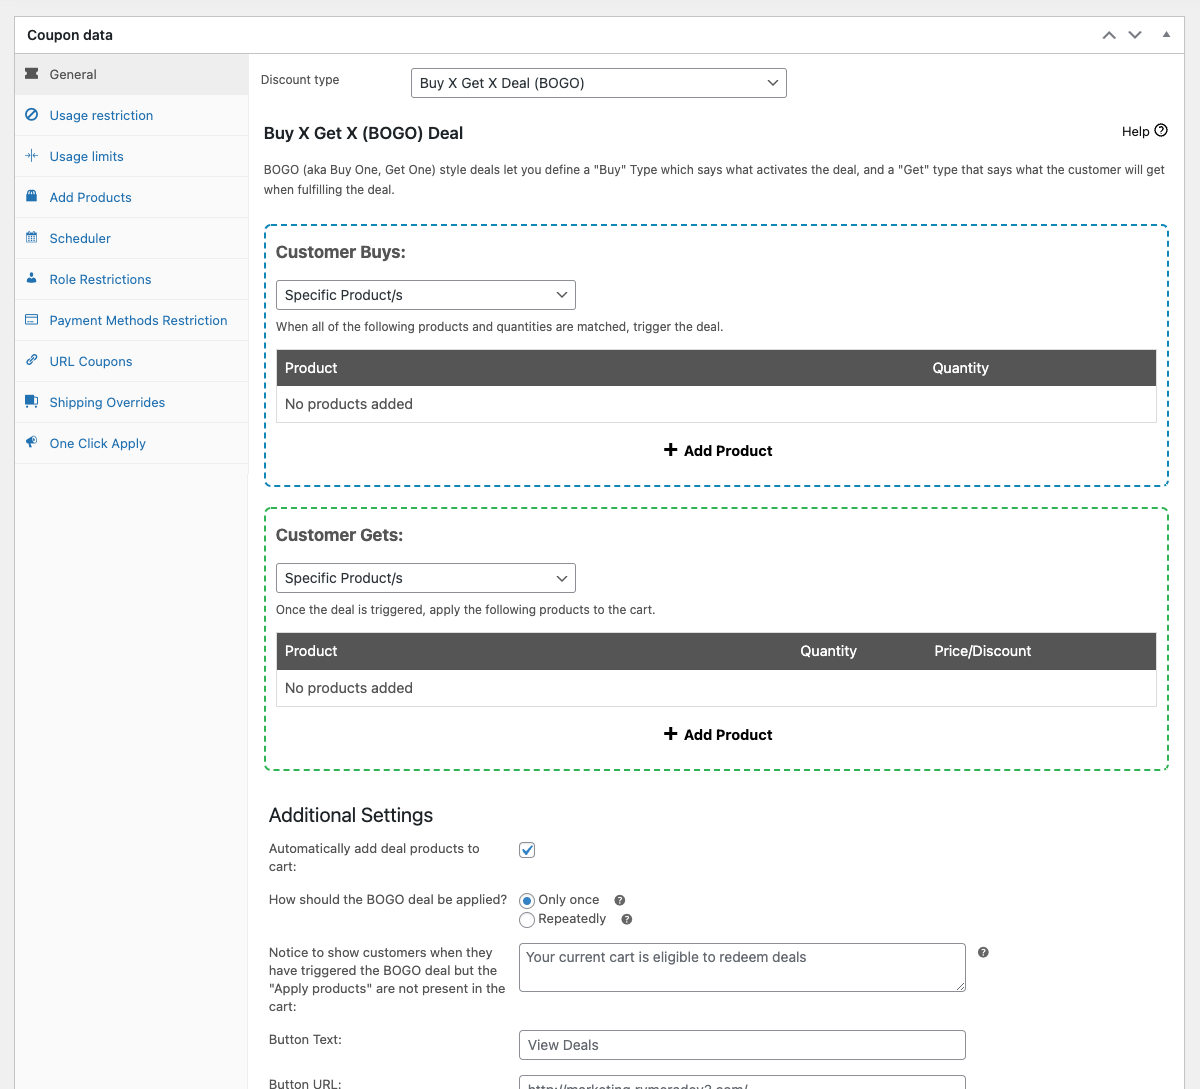 Coupon data
General
Usage restriction
Usage limits
Add Products
Scheduler
Role Restrictions
Payment Methods Restriction
URL Coupons
Shipping Overrides
One Click Apply
Discount type
Buy X Get X Deal (BOGO)
Buy X Get X (BOGO) Deal
Help
BOGO (aka Buy One, Get One) style deals let you define a "Buy" Type which says what activates the deal, and a "Get" type that says what the customer will get
when fulfilling the deal.
Customer Buys:
Specific Product/s
When all of the following products and quantities are matched, trigger the deal.
Product Quantity
No products added
+ Add Product
Customer Gets:
Specific Product/s
Once the deal is triggered, apply the following products to the cart.
Product Quantity Price/Discount
No products added
+ Add Product
Additional Settings
Automatically add deal products to
cart:
How should the BOGO deal be applied?
Only once
Repeatedly
Notice to show customers when they
have triggered the BOGO deal but the
"Apply products" are not present in the
cart:
Your current cart is eligible to redeem deals
Button Text:
View Deals
Button URL: